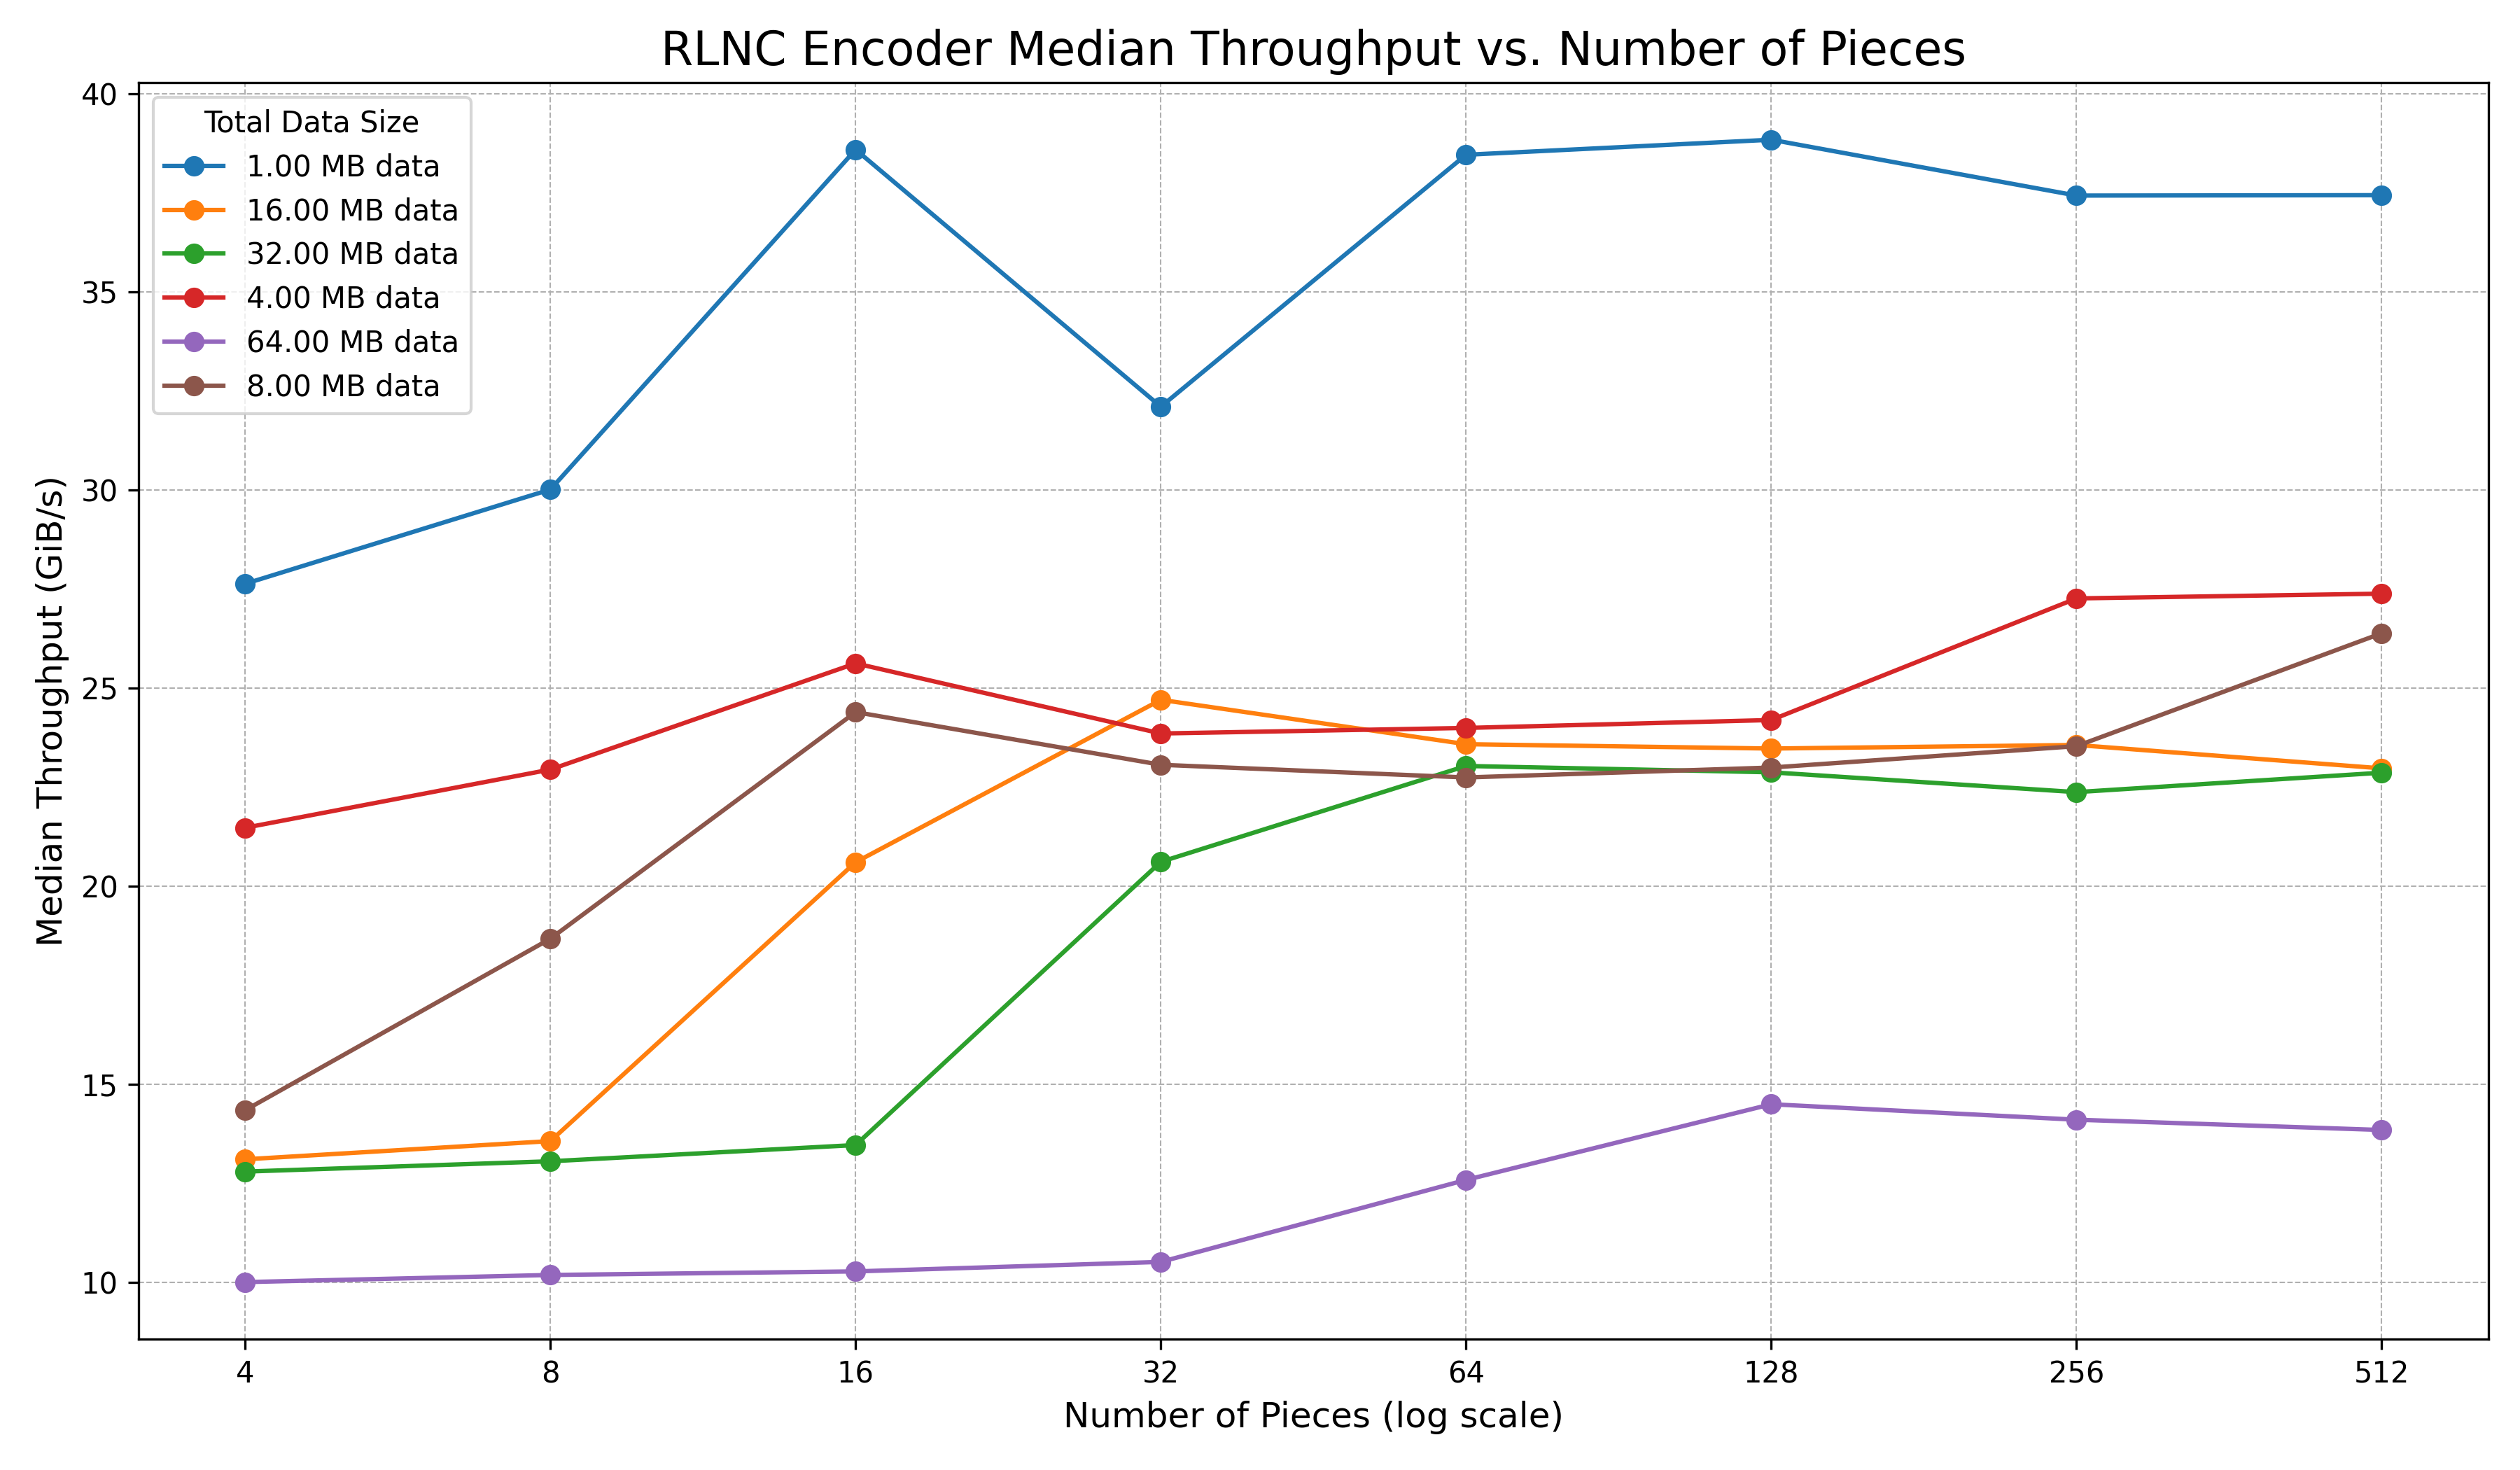 RLNC Encoder Median Throughput vs. Number of Pieces
Total Data Size
1.00 MB data
16.00 MB data
32.00 MB data
4.00 MB data
64.00 MB data
8.00 MB data
Median Throughput (GiB/s)
40
35
30
25
20
15
10
4 8 16 32 64 128 256 512
Number of Pieces (log scale)